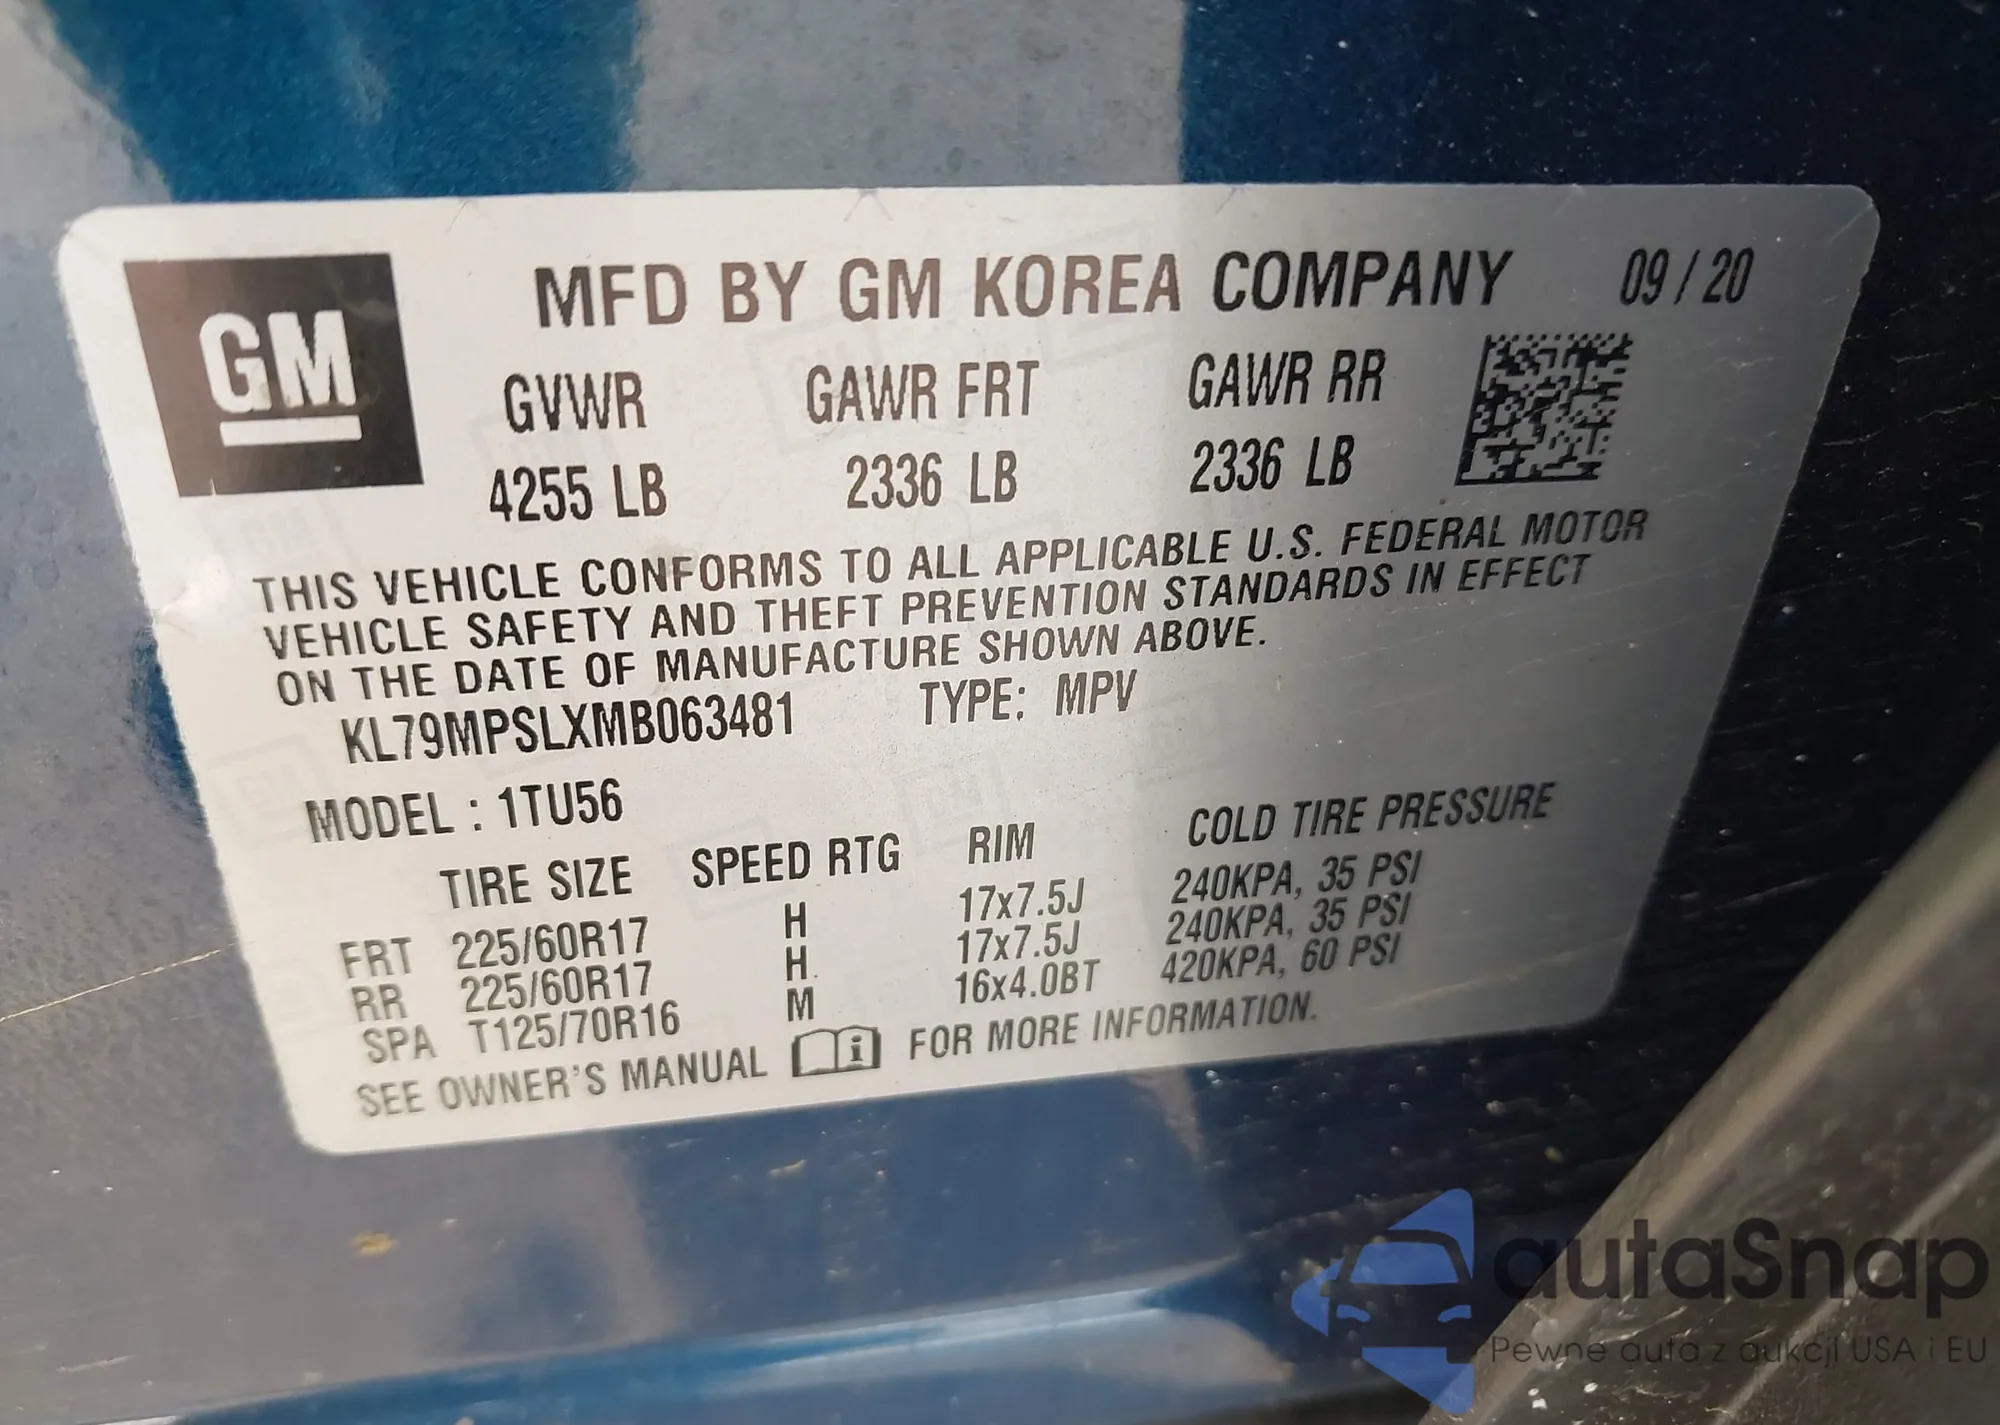 GM
MFD BY GM KOREA COMPANY 09 / 20
GVWR GAWR FRT GAWR RR
4255 LB 2336 LB 2336 LB
THIS VEHICLE CONFORMS TO ALL APPLICABLE U.S. FEDERAL MOTOR
VEHICLE SAFETY AND THEFT PREVENTION STANDARDS IN EFFECT
ON THE DATE OF MANUFACTURE SHOWN ABOVE.
KL79MPSLXMB063481 TYPE: MPV
MODEL : 1TU56
TIRE SIZE SPEED RTG RIM COLD TIRE PRESSURE
FRT 225/60R17 H 17x7.5J 240KPA, 35 PSI
RR 225/60R17 H 17x7.5J 240KPA, 35 PSI
SPA T125/70R16 M 16x4.0BT 420KPA, 60 PSI
SEE OWNER'S MANUAL i FOR MORE INFORMATION.
autaSnap
Pewne auta z aukcji USA i EU